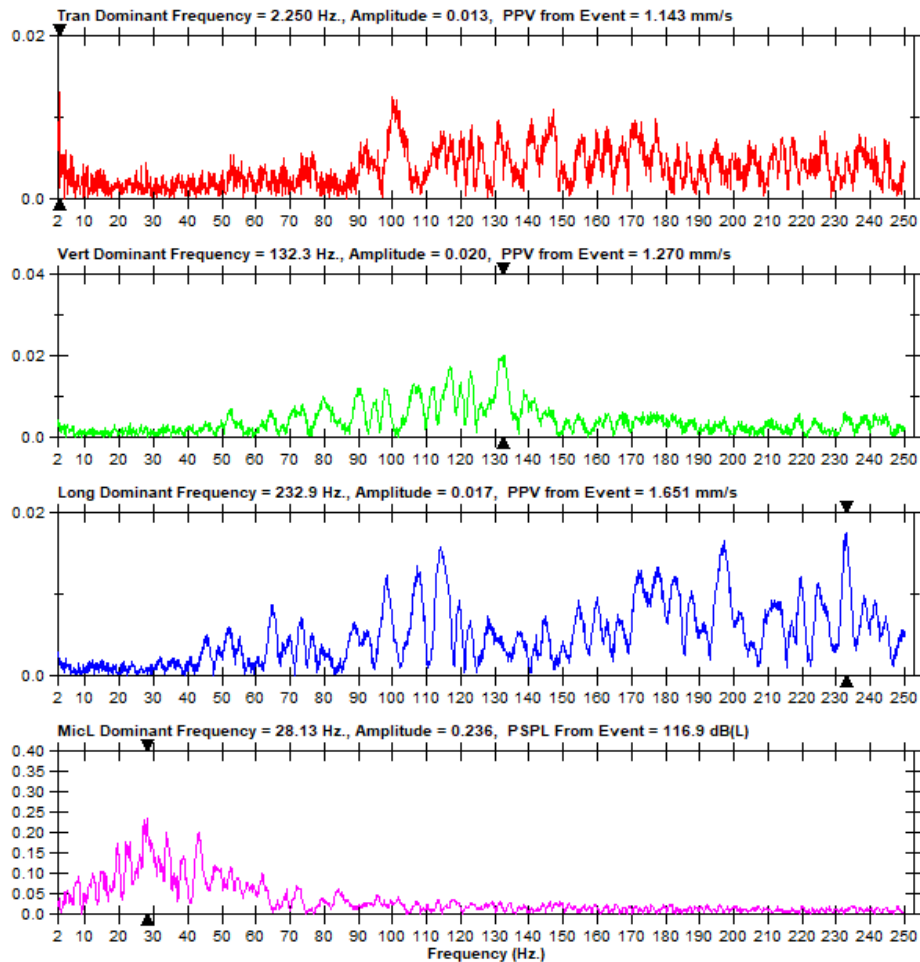 Tran Dominant Frequency = 2.250 Hz., Amplitude = 0.013, PPV from Event = 1.143 mm/s
0.02
0.0
2 10 20 30 40 50 60 70 80 90 100 110 120 130 140 150 160 170 180 190 200 210 220 230 240 250
Vert Dominant Frequency = 132.3 Hz., Amplitude = 0.020, PPV from Event = 1.270 mm/s
0.04
0.02
0.0
2 10 20 30 40 50 60 70 80 90 100 110 120 130 140 150 160 170 180 190 200 210 220 230 240 250
Long Dominant Frequency = 232.9 Hz., Amplitude = 0.017, PPV from Event = 1.651 mm/s
0.02
0.0
2 10 20 30 40 50 60 70 80 90 100 110 120 130 140 150 160 170 180 190 200 210 220 230 240 250
MicL Dominant Frequency = 28.13 Hz., Amplitude = 0.236, PSPL From Event = 116.9 dB(L)
0.40
0.35
0.30
0.25
0.20
0.15
0.10
0.05
0.0
2 10 20 30 40 50 60 70 80 90 100 110 120 130 140 150 160 170 180 190 200 210 220 230 240 250
Frequency (Hz.)